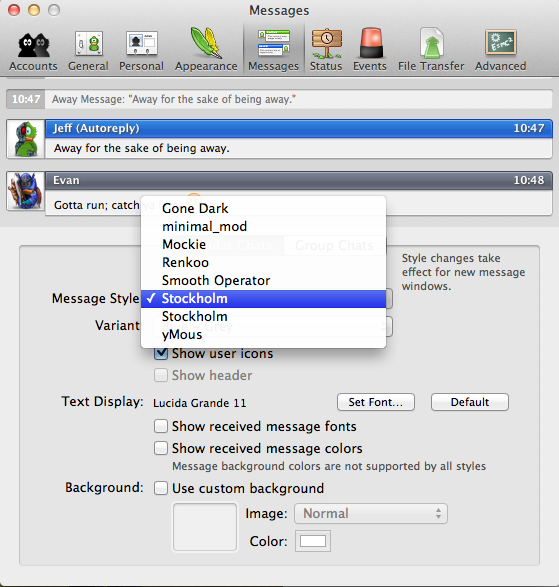 Messages
Accounts General Personal Appearance Messages Status Events File Transfer Advanced
10:47 Away Message: "Away for the sake of being away."
Jeff (Autoreply) 10:47
Away for the sake of being away.
Evan 10:48
Gotta run; catch
Gone Dark
minimal_mod
Mockie
Renkoo
Smooth Operator
✓ Stockholm
Stockholm
yMous
Group Chats
Style changes take
effect for new message
windows.
Message Style
Variant
Show user icons
Show header
Text Display: Lucida Grande 11 Set Font... Default
Show received message fonts
Show received message colors
Message background colors are not supported by all styles
Background: Use custom background
Image: Normal
Color: